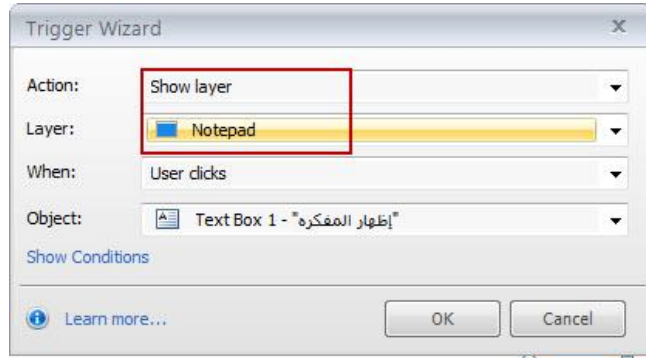 Trigger Wizard
Action: Show layer
Layer: Notepad
When: User clicks
Object: Text Box 1 - "إظهار المفكره"
Show Conditions
Learn more...
OK Cancel